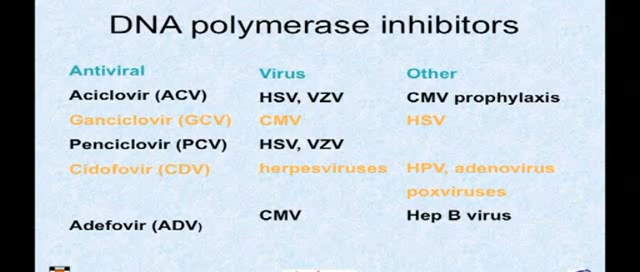 DNA polymerase inhibitors
Antiviral Virus Other
Aciclovir (ACV) HSV, VZV CMV prophylaxis
Ganciclovir (GCV) CMV HSV
Penciclovir (PCV) HSV, VZV
Cidofovir (CDV) herpesviruses HPV, adenovirus
poxviruses
Adefovir (ADV) CMV Hep B virus